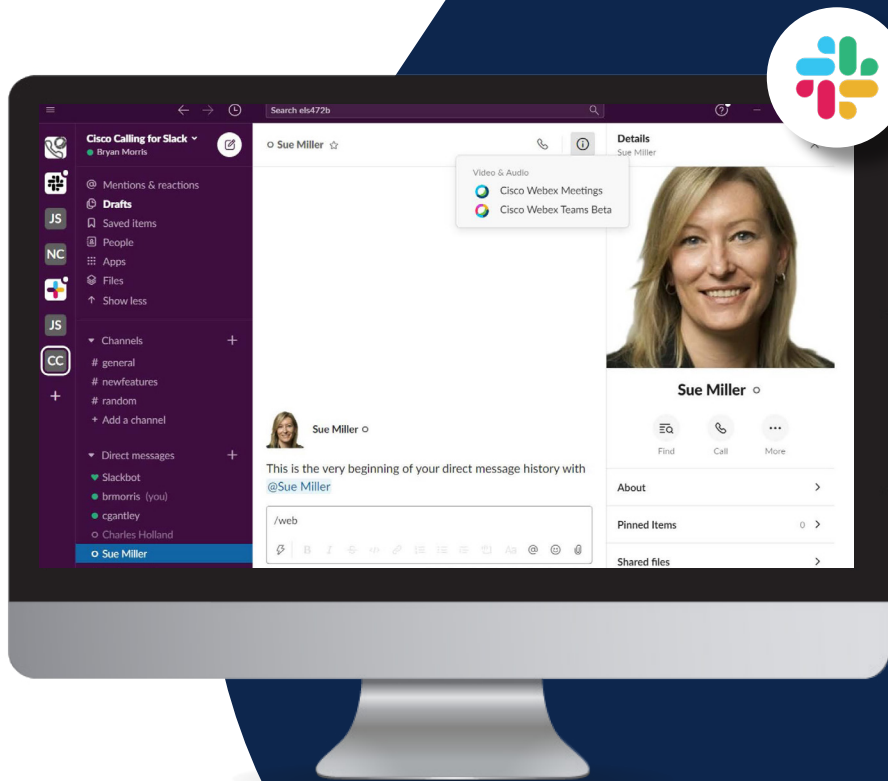 Search els472b
Cisco Calling for Slack
Bryan Morris
JS
NC
JS
CC
+
@ Mentions & reactions
Drafts
Saved items
People
Apps
Files
Show less
Channels +
# general
# newfeatures
# random
+ Add a channel
Direct messages +
Slackbot
brmorris (you)
cgantley
Charles Holland
Sue Miller
Sue Miller
Video & Audio
Cisco Webex Meetings
Cisco Webex Teams Beta
Sue Miller
This is the very beginning of your direct message history with
@Sue Miller
/web
B I Aa @
Details
Sue Miller
Sue Miller
Find Call More
About
Pinned Items 0
Shared files